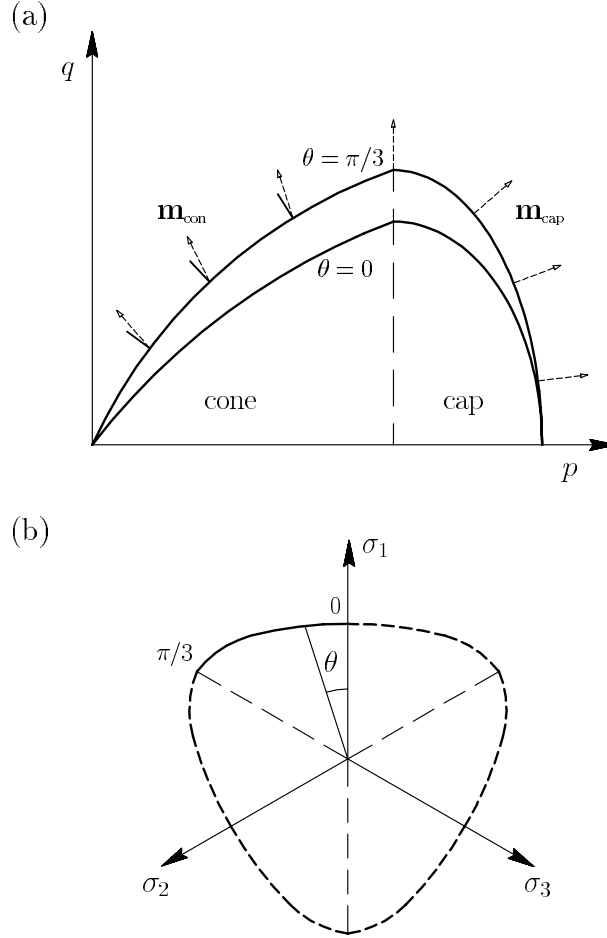 (a)
q
θ = π/3
m_con
m_cap
θ = 0
cone
cap
p
(b)
σ₁
0
π/3
θ
σ₂
σ₃